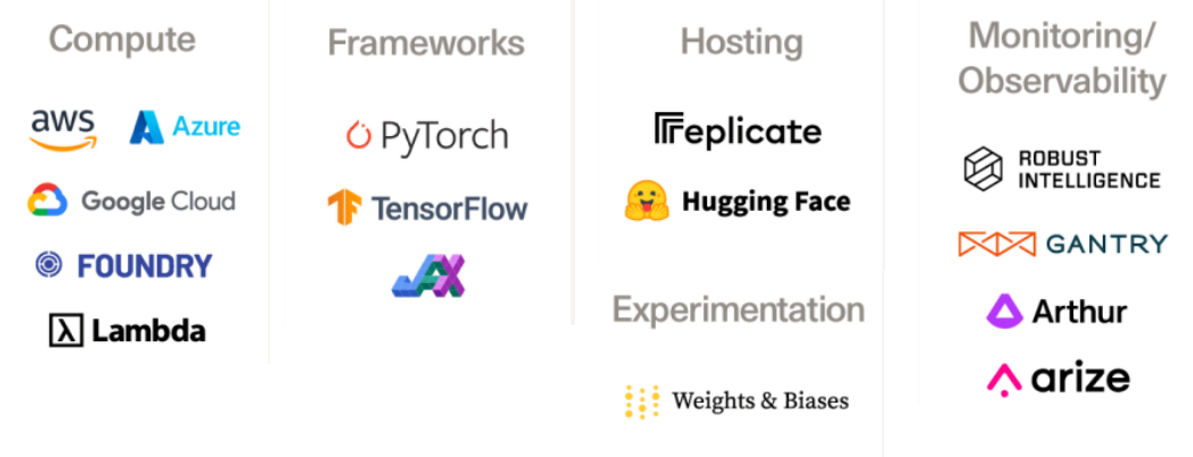 Compute
aws
Azure
Google Cloud
FOUNDRY
λ Lambda
Frameworks
PyTorch
TensorFlow
JAX
Hosting
Replicate
Hugging Face
Experimentation
Weights & Biases
Monitoring/
Observability
ROBUST
INTELLIGENCE
GANTRY
Arthur
arize